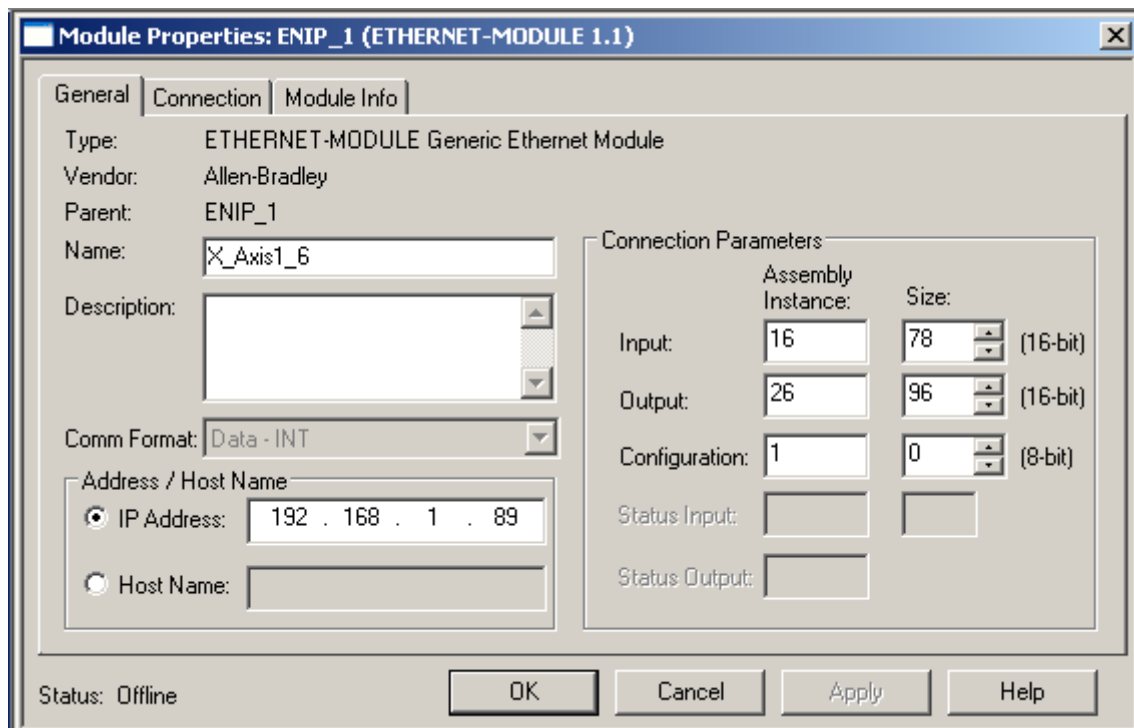 Module Properties: ENIP_1 (ETHERNET-MODULE 1.1)
General
Connection
Module Info
Type: ETHERNET-MODULE Generic Ethernet Module
Vendor: Allen-Bradley
Parent: ENIP_1
Name: X_Axis1_6
Description:
Comm Format: Data - INT
Address / Host Name
IP Address: 192 . 168 . 1 . 89
Host Name:
Connection Parameters
Assembly Instance: Size:
Input: 16 78 (16-bit)
Output: 26 96 (16-bit)
Configuration: 1 0 (8-bit)
Status Input:
Status Output:
Status: Offline
OK
Cancel
Apply
Help